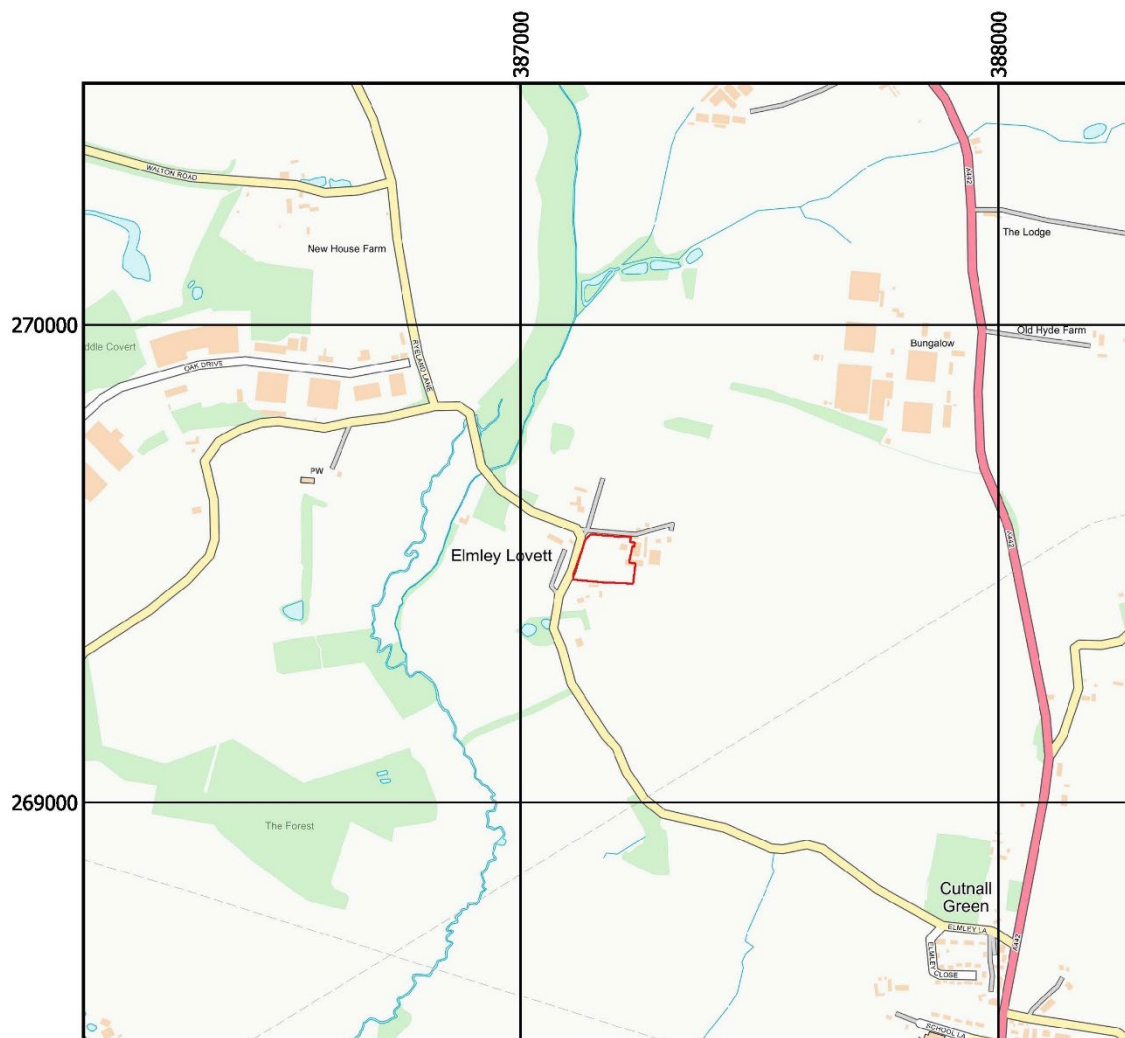 387000
388000
WALTON ROAD
A442
New House Farm
The Lodge
270000
Old Hyde Farm
ddle Covert
RYELAND LANE
Bungalow
OAK DRIVE
PW
A442
Elmley Lovett
269000
The Forest
Cutnall
Green
ELMLEY LA
A442
ELMLEY CLOSE
SCHOOL LA